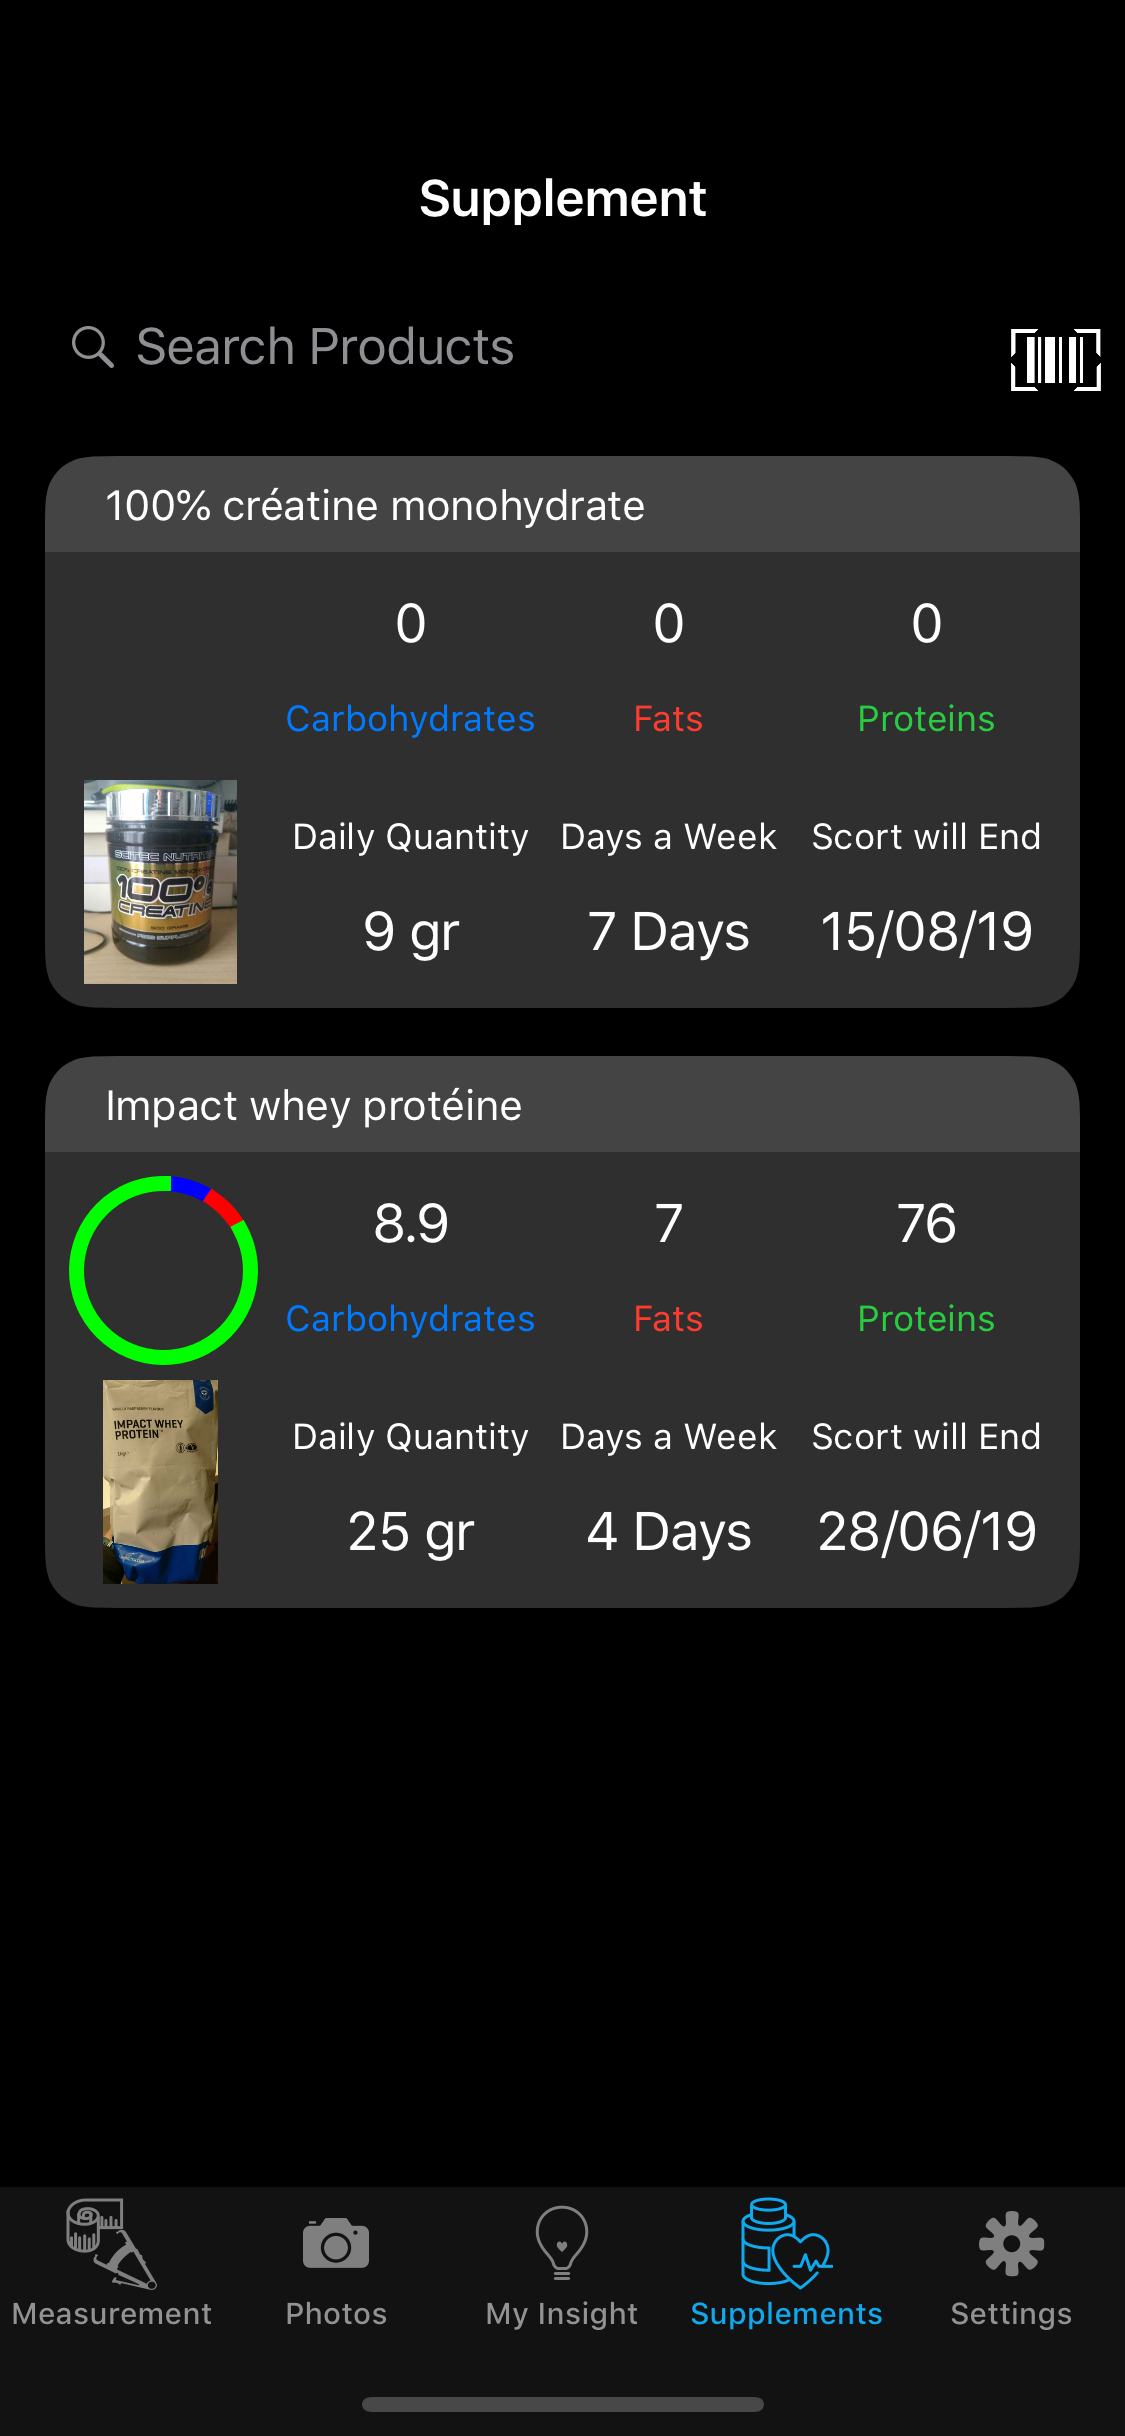 Supplement
Search Products
100% créatine monohydrate
0 0 0
Carbohydrates Fats Proteins
SCITEC NUTRITI
100%
CREATINE
Daily Quantity Days a Week Scort will End
9 gr 7 Days 15/08/19
Impact whey protéine
8.9 7 76
Carbohydrates Fats Proteins
IMPACT WHEY
PROTEIN
Daily Quantity Days a Week Scort will End
25 gr 4 Days 28/06/19
Measurement Photos My Insight Supplements Settings